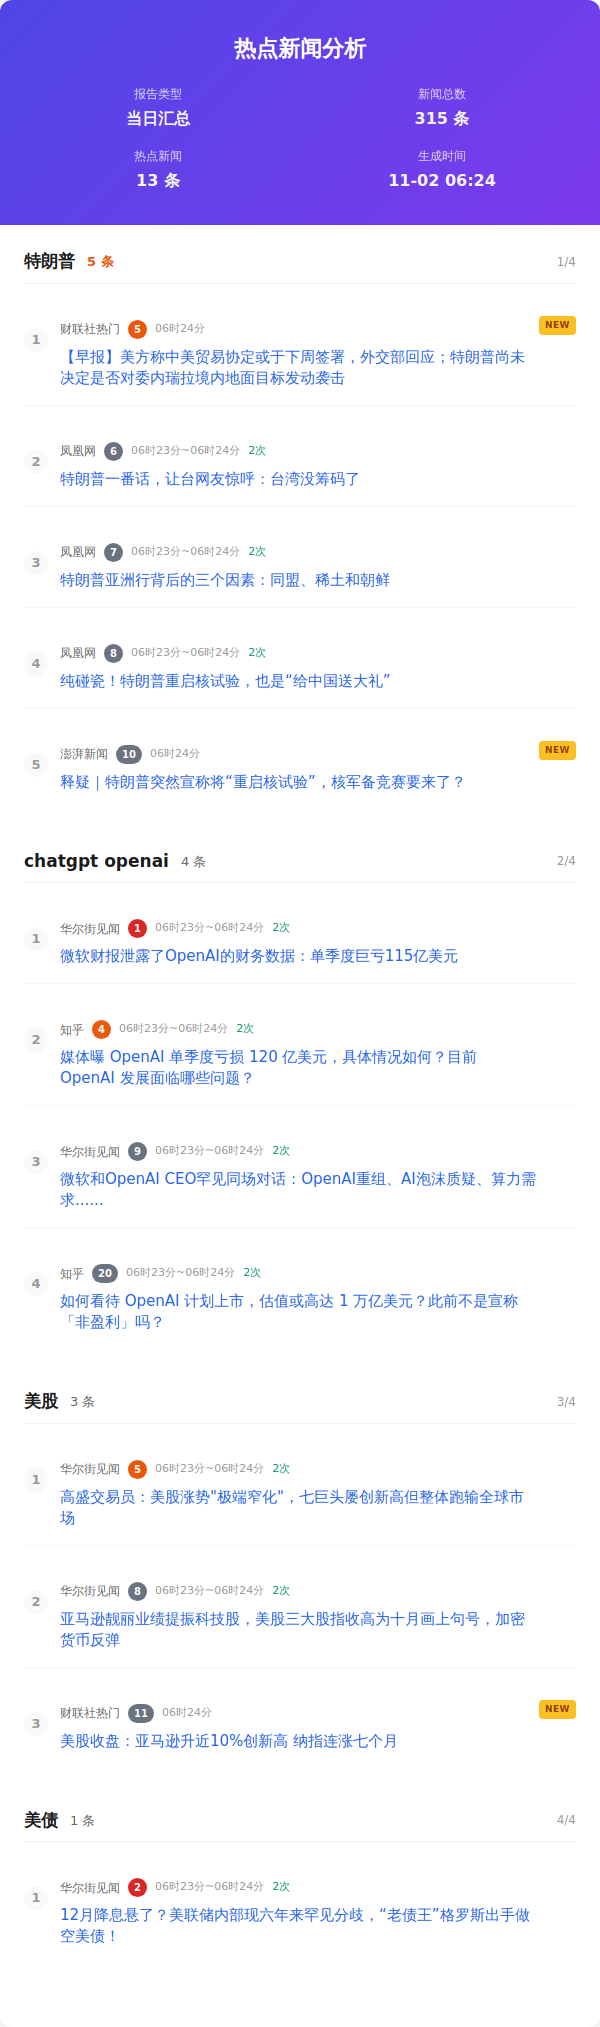 热点新闻分析
报告类型
新闻总数
当日汇总
315 条
热点新闻
生成时间
13 条
11-02 06:24
特朗普 5 条 1/4
1 财联社热门 5 06时24分 NEW
【早报】美方称中美贸易协定或于下周签署，外交部回应；特朗普尚未
决定是否对委内瑞拉境内地面目标发动袭击
2 凤凰网 6 06时23分~06时24分 2次
特朗普一番话，让台网友惊呼：台湾没筹码了
3 凤凰网 7 06时23分~06时24分 2次
特朗普亚洲行背后的三个因素：同盟、稀土和朝鲜
4 凤凰网 8 06时23分~06时24分 2次
纯碰瓷！特朗普重启核试验，也是“给中国送大礼”
5 澎湃新闻 10 06时24分 NEW
释疑｜特朗普突然宣称将“重启核试验”，核军备竞赛要来了？
chatgpt openai 4 条 2/4
1 华尔街见闻 1 06时23分~06时24分 2次
微软财报泄露了OpenAI的财务数据：单季度巨亏115亿美元
2 知乎 4 06时23分~06时24分 2次
媒体曝 OpenAI 单季度亏损 120 亿美元，具体情况如何？目前
OpenAI 发展面临哪些问题？
3 华尔街见闻 9 06时23分~06时24分 2次
微软和OpenAI CEO罕见同场对话：OpenAI重组、AI泡沫质疑、算力需
求……
4 知乎 20 06时23分~06时24分 2次
如何看待 OpenAI 计划上市，估值或高达 1 万亿美元？此前不是宣称
「非盈利」吗？
美股 3 条 3/4
1 华尔街见闻 5 06时23分~06时24分 2次
高盛交易员：美股涨势"极端窄化"，七巨头屡创新高但整体跑输全球市
场
2 华尔街见闻 8 06时23分~06时24分 2次
亚马逊靓丽业绩提振科技股，美股三大股指收高为十月画上句号，加密
货币反弹
3 财联社热门 11 06时24分 NEW
美股收盘：亚马逊升近10%创新高 纳指连涨七个月
美债 1 条 4/4
1 华尔街见闻 2 06时23分~06时24分 2次
12月降息悬了？美联储内部现六年来罕见分歧，“老债王”格罗斯出手做
空美债！